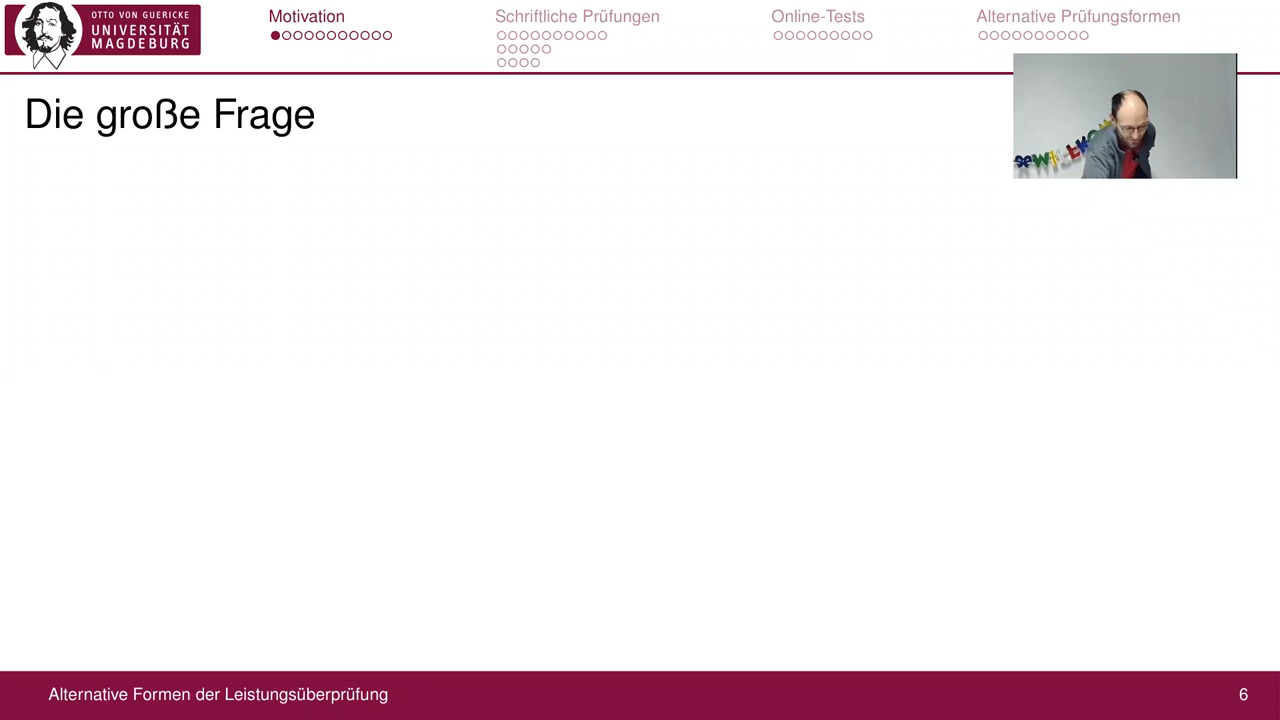 OTTO VON GUERICKE
UNIVERSITÄT
MAGDEBURG
Motivation
Schriftliche Prüfungen
Online-Tests
Alternative Prüfungsformen
Die große Frage
Alternative Formen der Leistungsüberprüfung
6